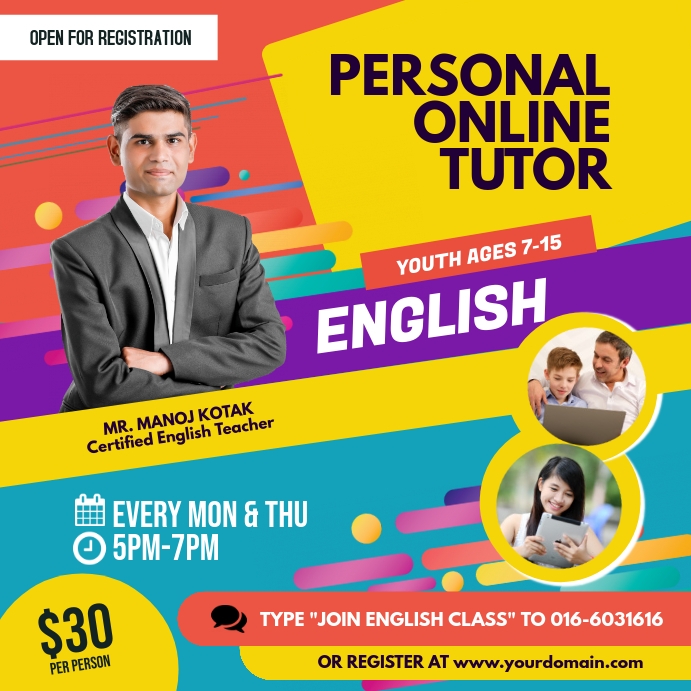 OPEN FOR REGISTRATION
PERSONAL
ONLINE
TUTOR
YOUTH AGES 7-15
ENGLISH
MR. MANOJ KOTAK
Certified English Teacher
EVERY MON & THU
5PM-7PM
$30
PER PERSON
TYPE "JOIN ENGLISH CLASS" TO 016-6031616
OR REGISTER AT www.yourdomain.com